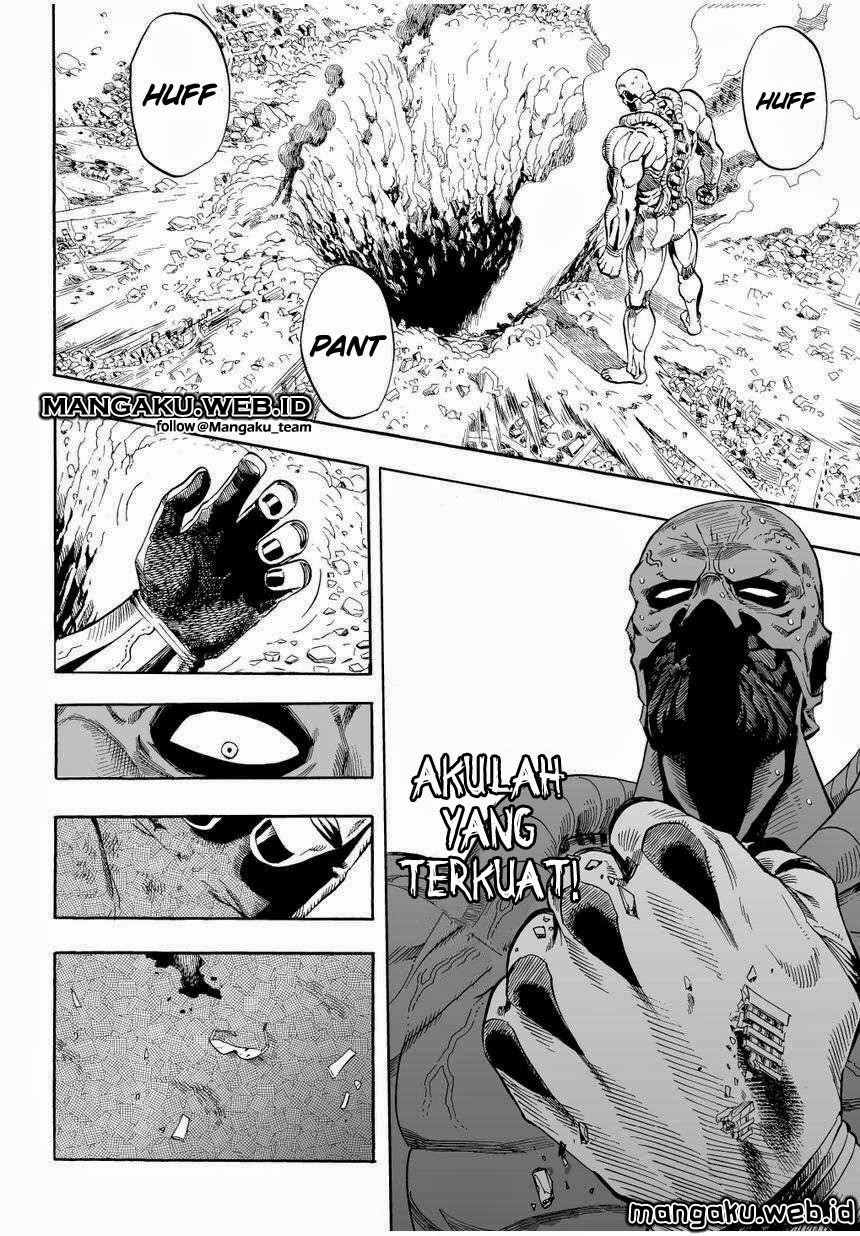 HUFF
HUFF
PANT
MANGAKU.WEB.ID
follow @Mangaku_team
AKULAH
YANG
TERKUAT!
mangaku.web.id